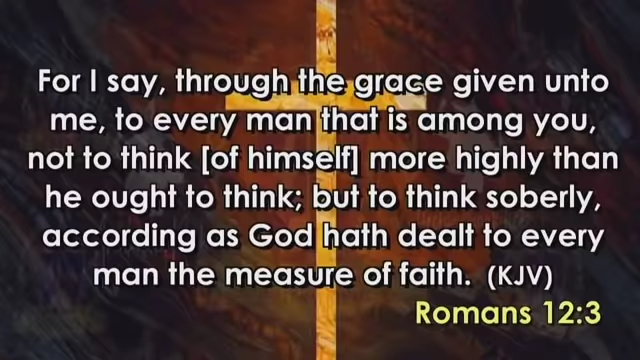 For I say, through the grace given unto
me, to every man that is among you,
not to think [of himself] more highly than
he ought to think; but to think soberly,
according as God hath dealt to every
man the measure of faith. (KJV)
Romans 12:3